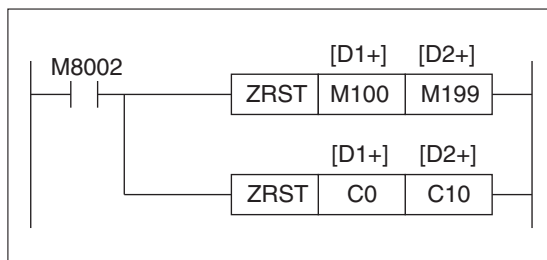 [D1+] [D2+]
M8002
ZRST M100 M199
[D1+] [D2+]
ZRST C0 C10